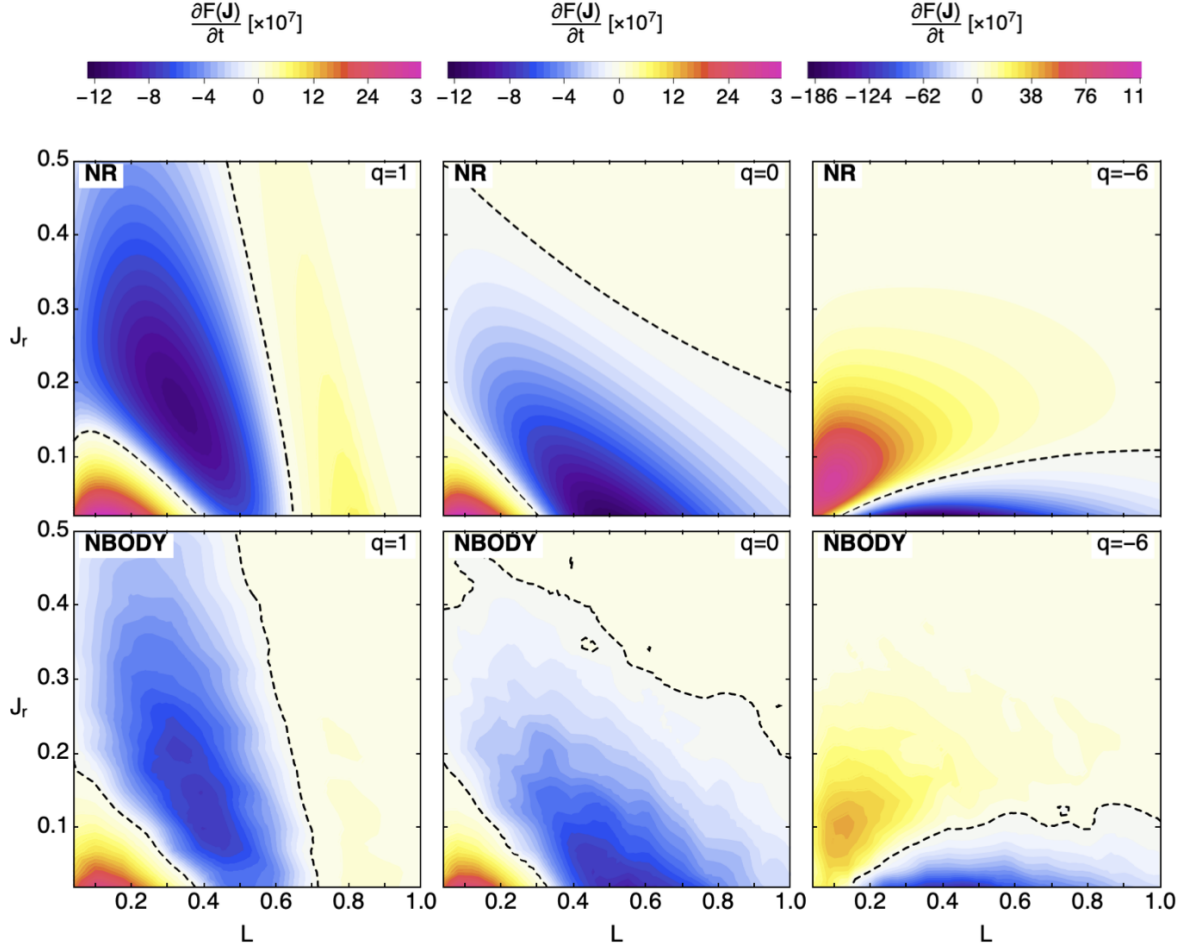 ∂F(J)/∂t [×10⁷] ∂F(J)/∂t [×10⁷] ∂F(J)/∂t [×10⁷]
−12 −8 −4 0 12 24 3 −12 −8 −4 0 12 24 3 −186 −124 −62 0 38 76 11
NR q=1 NR q=0 NR q=−6
0.5
0.4
0.3
Jr
0.2
0.1
NBODY q=1 NBODY q=0 NBODY q=−6
0.5
0.4
0.3
Jr
0.2
0.1
0.2 0.4 0.6 0.8 1.0 0.2 0.4 0.6 0.8 1.0 0.2 0.4 0.6 0.8 1.0
L L L